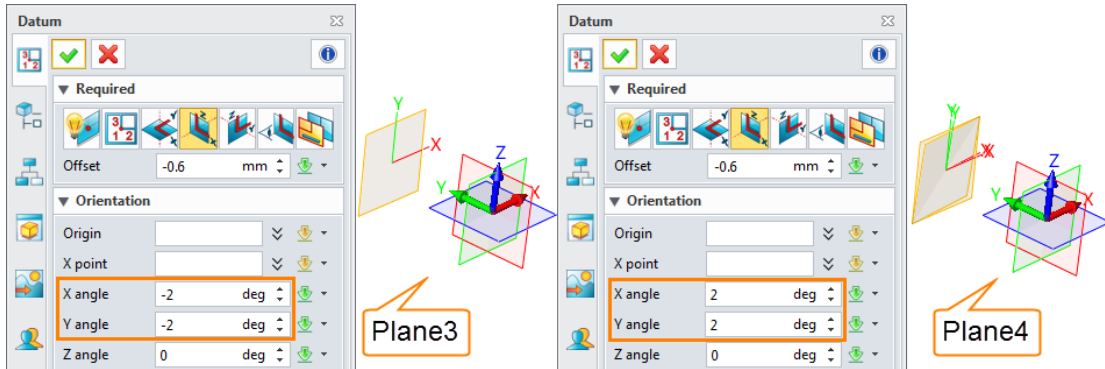 Datum
▼ Required
Offset -0.6 mm
▼ Orientation
Origin
X point
X angle -2 deg
Y angle -2 deg
Z angle 0 deg
Y
X
Z
Y
X
Plane3
Datum
▼ Required
Offset -0.6 mm
▼ Orientation
Origin
X point
X angle 2 deg
Y angle 2 deg
Z angle 0 deg
Y
X
Z
Y
X
Plane4